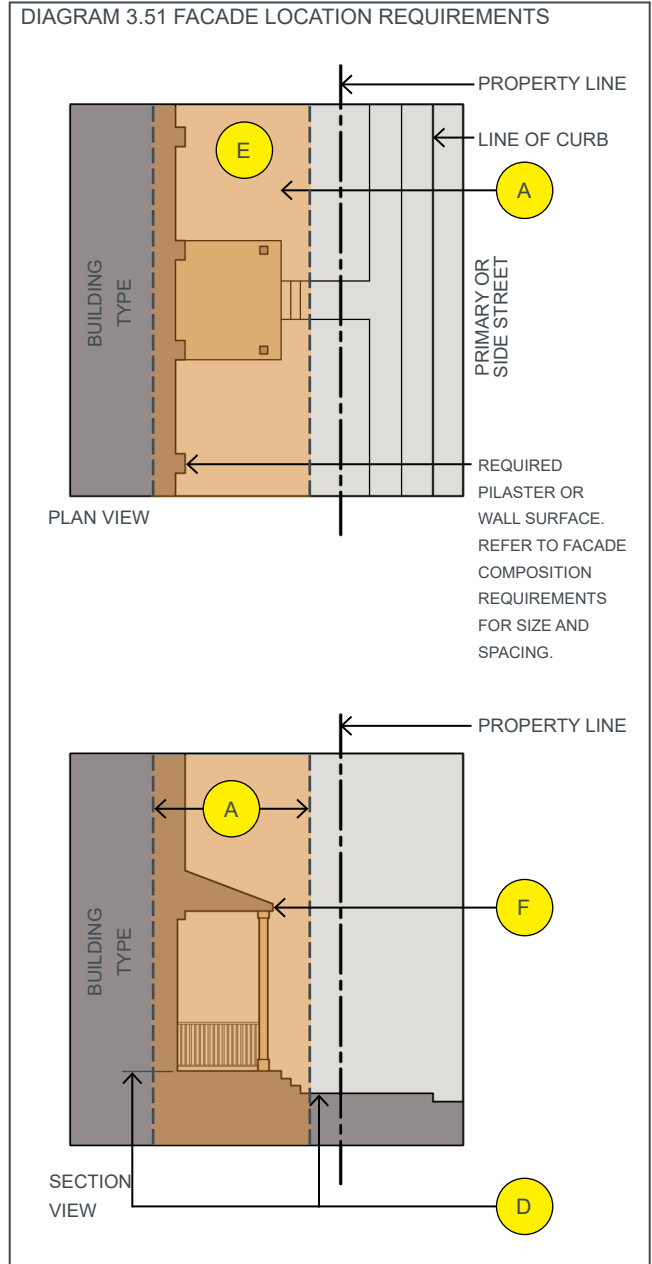 DIAGRAM 3.51 FACADE LOCATION REQUIREMENTS
PROPERTY LINE
LINE OF CURB
E
A
BUILDING
TYPE
PRIMARY OR
SIDE STREET
REQUIRED
PILASTER OR
WALL SURFACE.
REFER TO FACADE
COMPOSITION
REQUIREMENTS
FOR SIZE AND
SPACING.
PLAN VIEW
PROPERTY LINE
A
F
BUILDING
TYPE
SECTION
VIEW
D